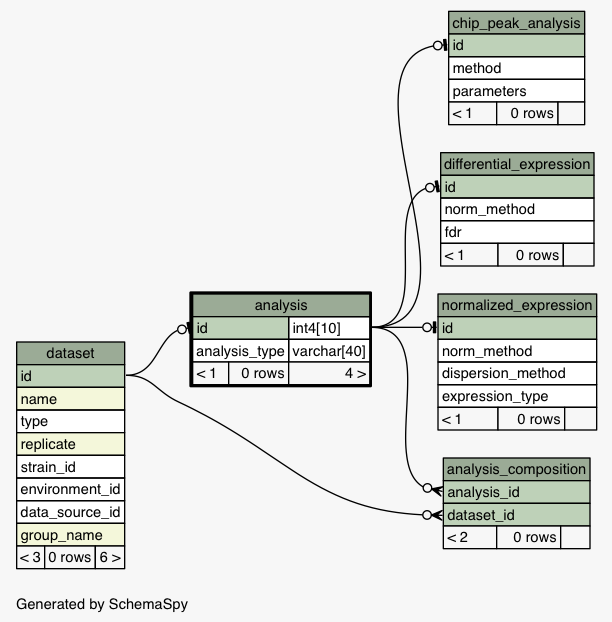 chip_peak_analysis
id
method
parameters
< 1 0 rows
differential_expression
id
norm_method
fdr
< 1 0 rows
analysis
id int4[10]
analysis_type varchar[40]
< 1 0 rows 4 >
normalized_expression
id
norm_method
dispersion_method
expression_type
< 1 0 rows
dataset
id
name
type
replicate
strain_id
environment_id
data_source_id
group_name
< 3 0 rows 6 >
analysis_composition
analysis_id
dataset_id
< 2 0 rows
Generated by SchemaSpy